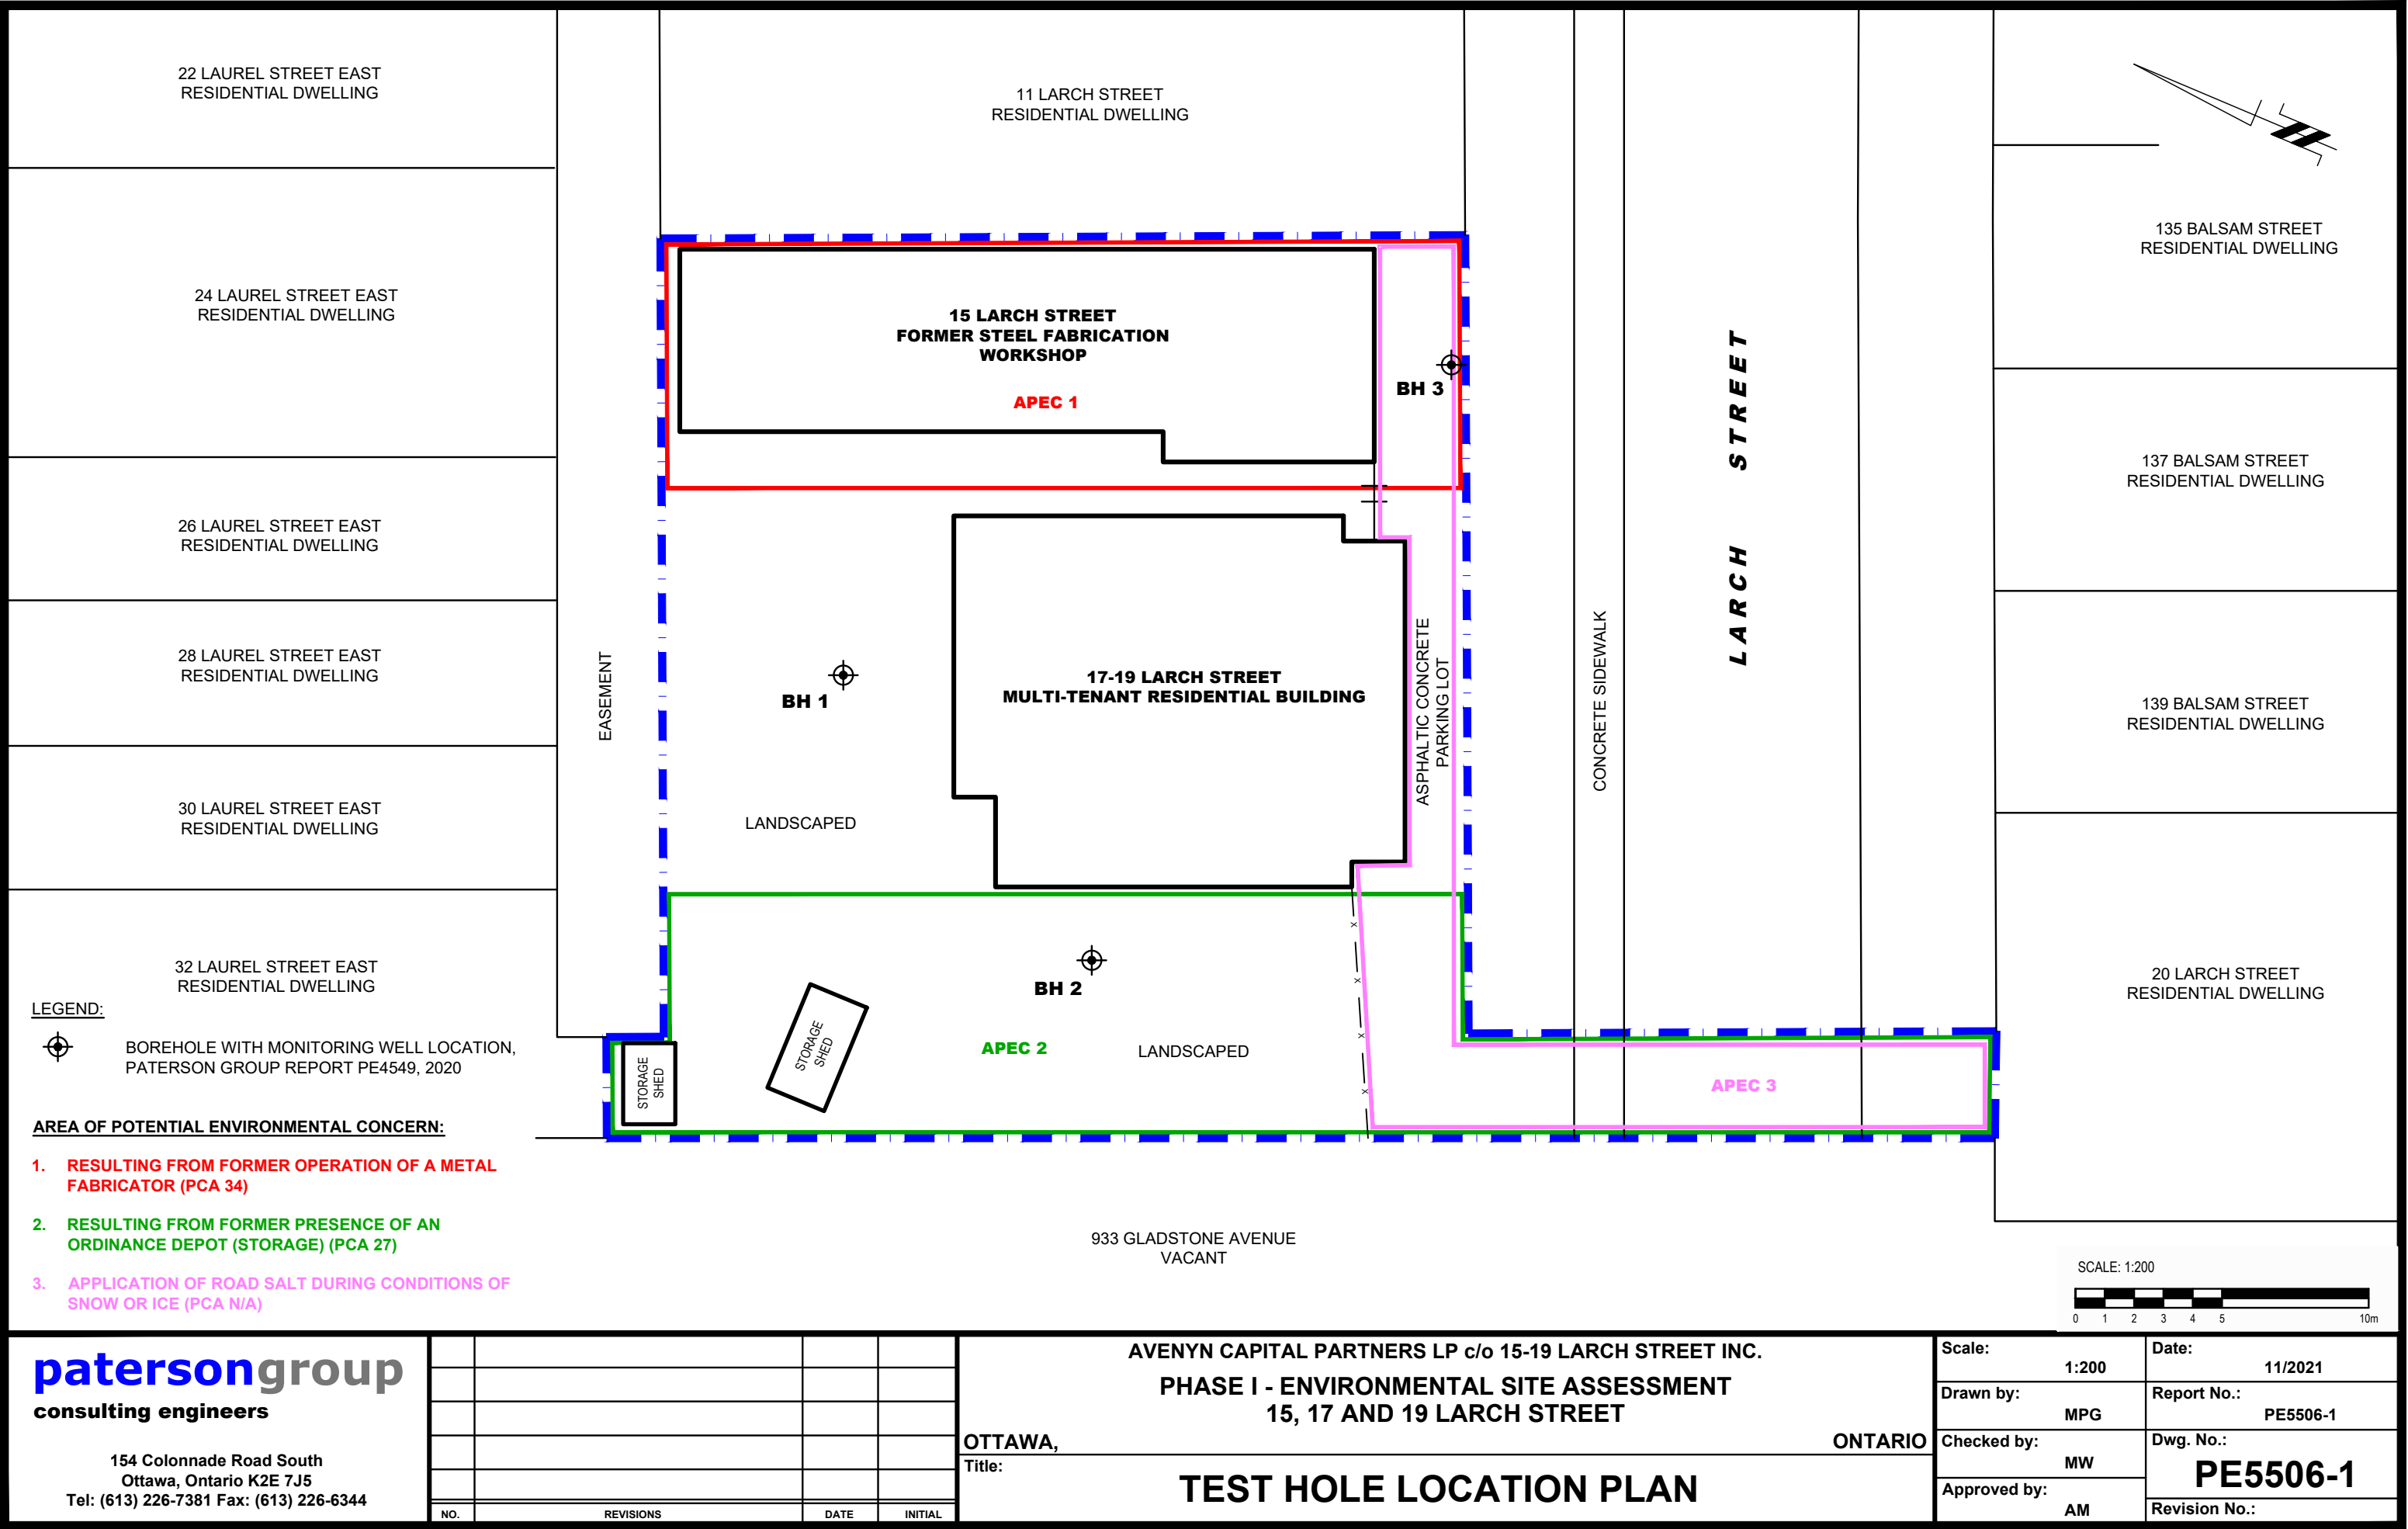 22 LAUREL STREET EAST
RESIDENTIAL DWELLING
11 LARCH STREET
RESIDENTIAL DWELLING
135 BALSAM STREET
RESIDENTIAL DWELLING
24 LAUREL STREET EAST
RESIDENTIAL DWELLING
15 LARCH STREET
FORMER STEEL FABRICATION
WORKSHOP
APEC 1
BH 3
LARCH STREET
137 BALSAM STREET
RESIDENTIAL DWELLING
26 LAUREL STREET EAST
RESIDENTIAL DWELLING
28 LAUREL STREET EAST
RESIDENTIAL DWELLING
EASEMENT
BH 1
17-19 LARCH STREET
MULTI-TENANT RESIDENTIAL BUILDING
ASPHALTIC CONCRETE
PARKING LOT
CONCRETE SIDEWALK
139 BALSAM STREET
RESIDENTIAL DWELLING
30 LAUREL STREET EAST
RESIDENTIAL DWELLING
LANDSCAPED
32 LAUREL STREET EAST
RESIDENTIAL DWELLING
BH 2
20 LARCH STREET
RESIDENTIAL DWELLING
STORAGE
SHED
STORAGE
SHED
APEC 2
LANDSCAPED
APEC 3
x
x
x
x
LEGEND:
BOREHOLE WITH MONITORING WELL LOCATION,
PATERSON GROUP REPORT PE4549, 2020
AREA OF POTENTIAL ENVIRONMENTAL CONCERN:
1. RESULTING FROM FORMER OPERATION OF A METAL
FABRICATOR (PCA 34)
2. RESULTING FROM FORMER PRESENCE OF AN
ORDINANCE DEPOT (STORAGE) (PCA 27)
3. APPLICATION OF ROAD SALT DURING CONDITIONS OF
SNOW OR ICE (PCA N/A)
933 GLADSTONE AVENUE
VACANT
SCALE: 1:200
0 1 2 3 4 5 10m
patersongroup
consulting engineers
154 Colonnade Road South
Ottawa, Ontario K2E 7J5
Tel: (613) 226-7381 Fax: (613) 226-6344
NO. REVISIONS DATE INITIAL
AVENYN CAPITAL PARTNERS LP c/o 15-19 LARCH STREET INC.
PHASE I - ENVIRONMENTAL SITE ASSESSMENT
15, 17 AND 19 LARCH STREET
OTTAWA, ONTARIO
Title:
TEST HOLE LOCATION PLAN
Scale:
1:200
Date:
11/2021
Drawn by:
MPG
Report No.:
PE5506-1
Checked by:
MW
Dwg. No.:
PE5506-1
Approved by:
AM
Revision No.: